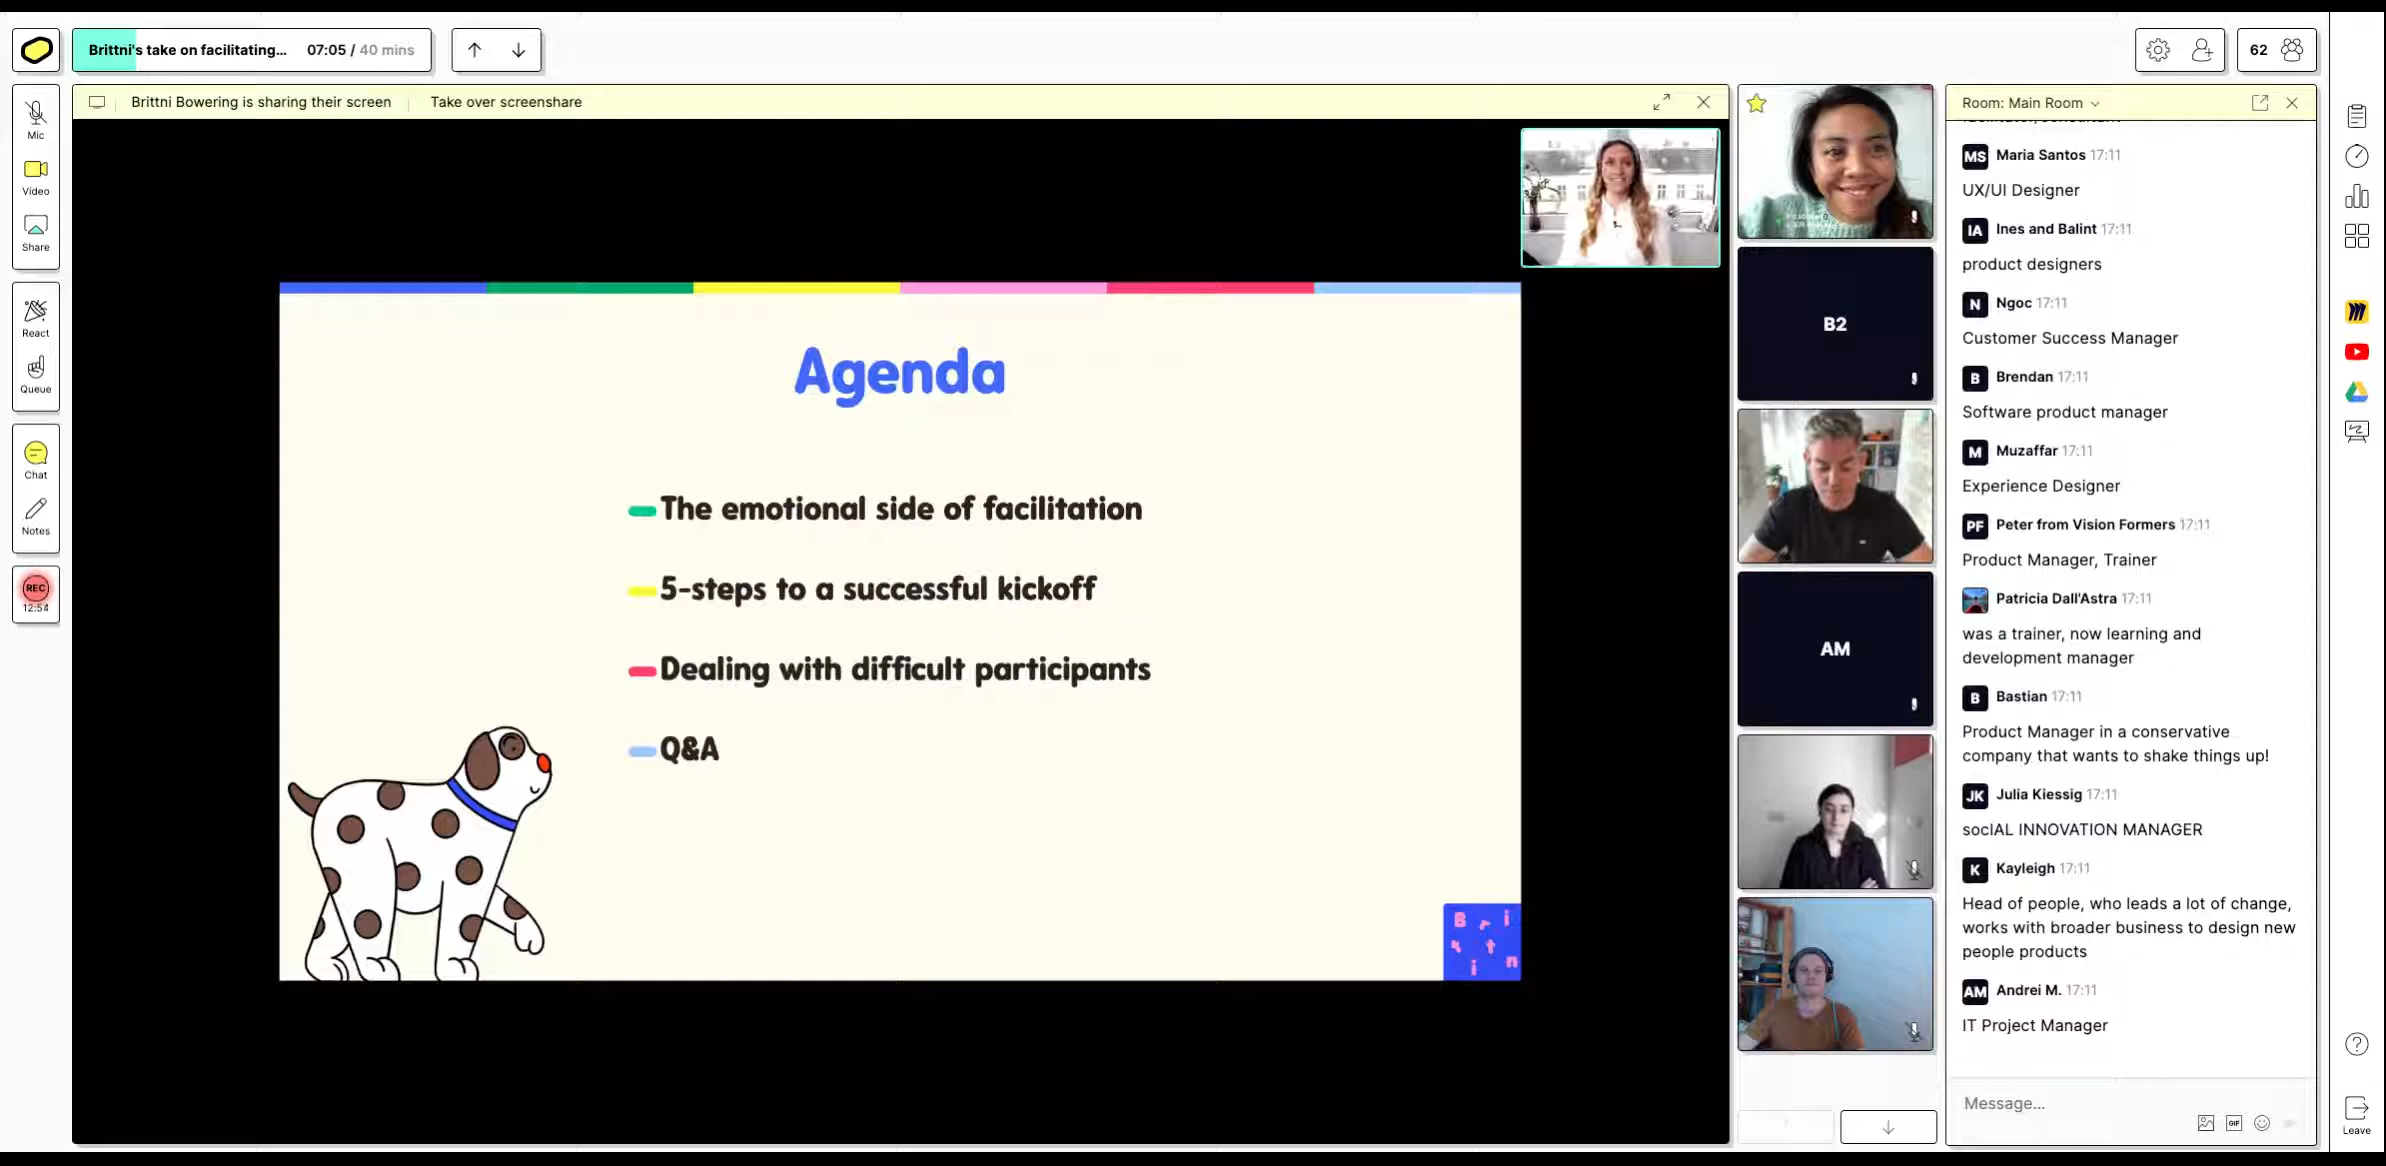 Brittni's take on facilitating... 07:05 / 40 mins
62
Mic
Video
Share
React
Queue
Chat
Notes
REC
12:54
Brittni Bowering is sharing their screen
Take over screenshare
Agenda
The emotional side of facilitation
5-steps to a successful kickoff
Dealing with difficult participants
Q&A
Brittni
B2
AM
Room: Main Room
MS Maria Santos 17:11
UX/UI Designer
IA Ines and Balint 17:11
product designers
N Ngoc 17:11
Customer Success Manager
B Brendan 17:11
Software product manager
M Muzaffar 17:11
Experience Designer
PF Peter from Vision Formers 17:11
Product Manager, Trainer
Patricia Dall'Astra 17:11
was a trainer, now learning and
development manager
B Bastian 17:11
Product Manager in a conservative
company that wants to shake things up!
JK Julia Kiessig 17:11
socIAL INNOVATION MANAGER
K Kayleigh 17:11
Head of people, who leads a lot of change,
works with broader business to design new
people products
AM Andrei M. 17:11
IT Project Manager
Message...
GIF
Leave